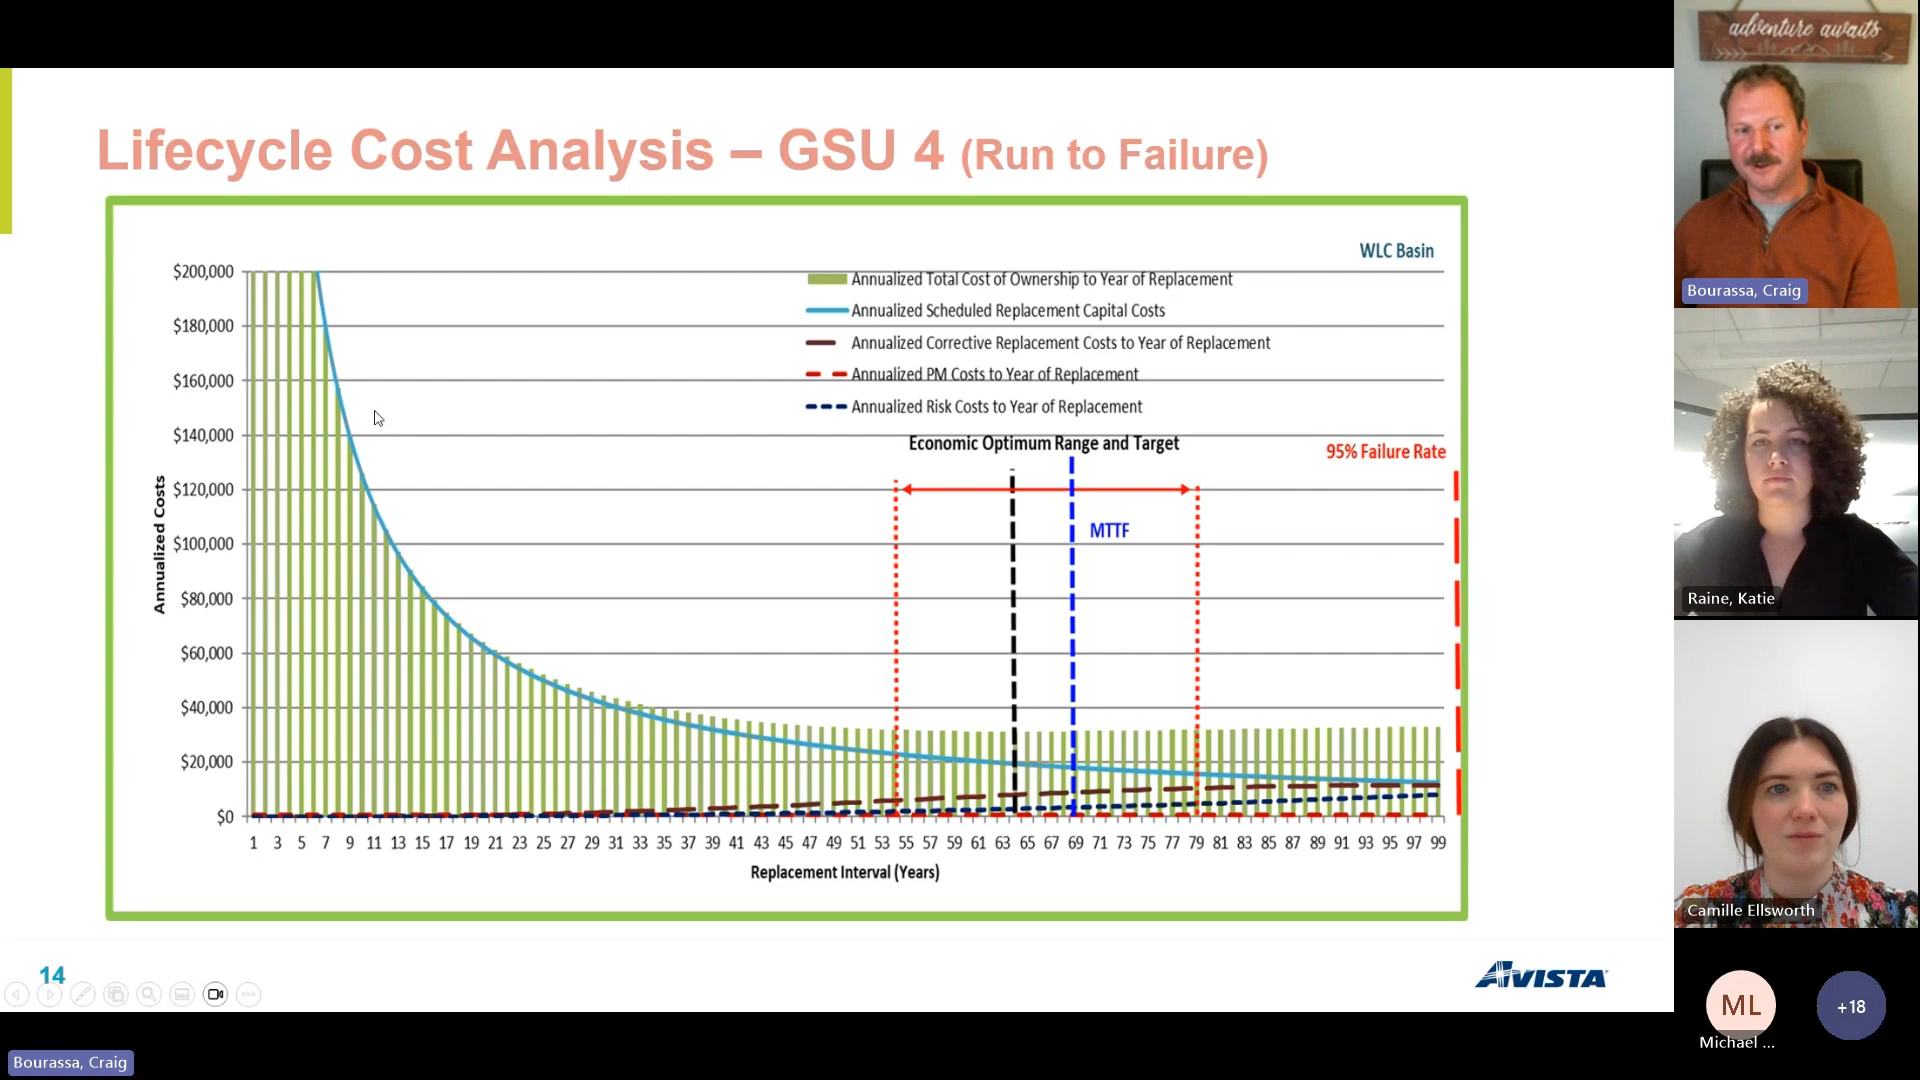 Lifecycle Cost Analysis – GSU 4 (Run to Failure)
WLC Basin
Annualized Total Cost of Ownership to Year of Replacement
Annualized Scheduled Replacement Capital Costs
Annualized Corrective Replacement Costs to Year of Replacement
Annualized PM Costs to Year of Replacement
Annualized Risk Costs to Year of Replacement
Economic Optimum Range and Target
95% Failure Rate
MTTF
Annualized Costs
$200,000
$180,000
$160,000
$140,000
$120,000
$100,000
$80,000
$60,000
$40,000
$20,000
$0
1 3 5 7 9 11 13 15 17 19 21 23 25 27 29 31 33 35 37 39 41 43 45 47 49 51 53 55 57 59 61 63 65 67 69 71 73 75 77 79 81 83 85 87 89 91 93 95 97 99
Replacement Interval (Years)
14
AVISTA
Bourassa, Craig
adventure awaits
Bourassa, Craig
Raine, Katie
Camille Ellsworth
ML
Michael ...
+18